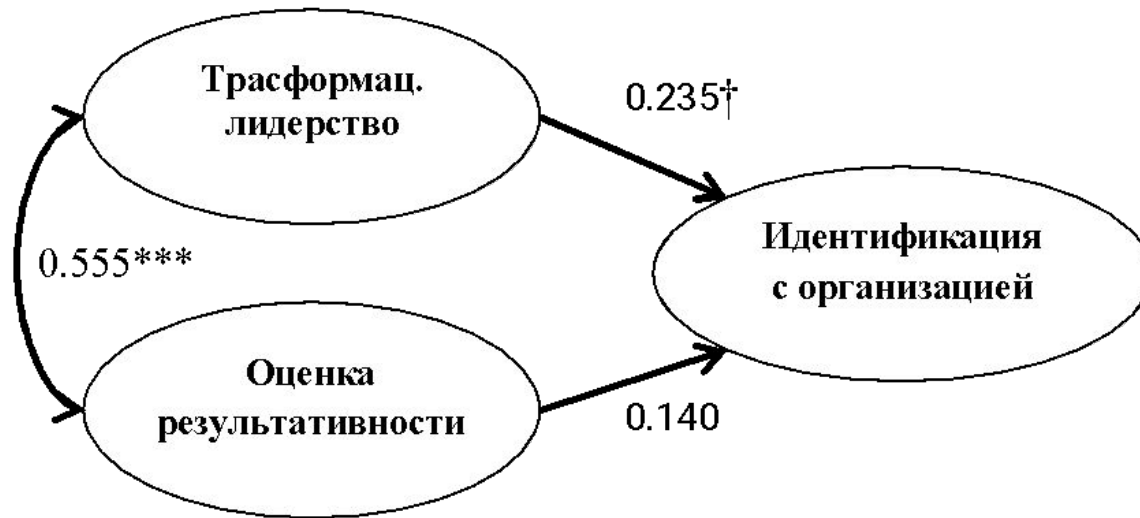 Трасформац.
лидерство
0.235†
Идентификация
с организацией
0.555***
Оценка
результативности
0.140